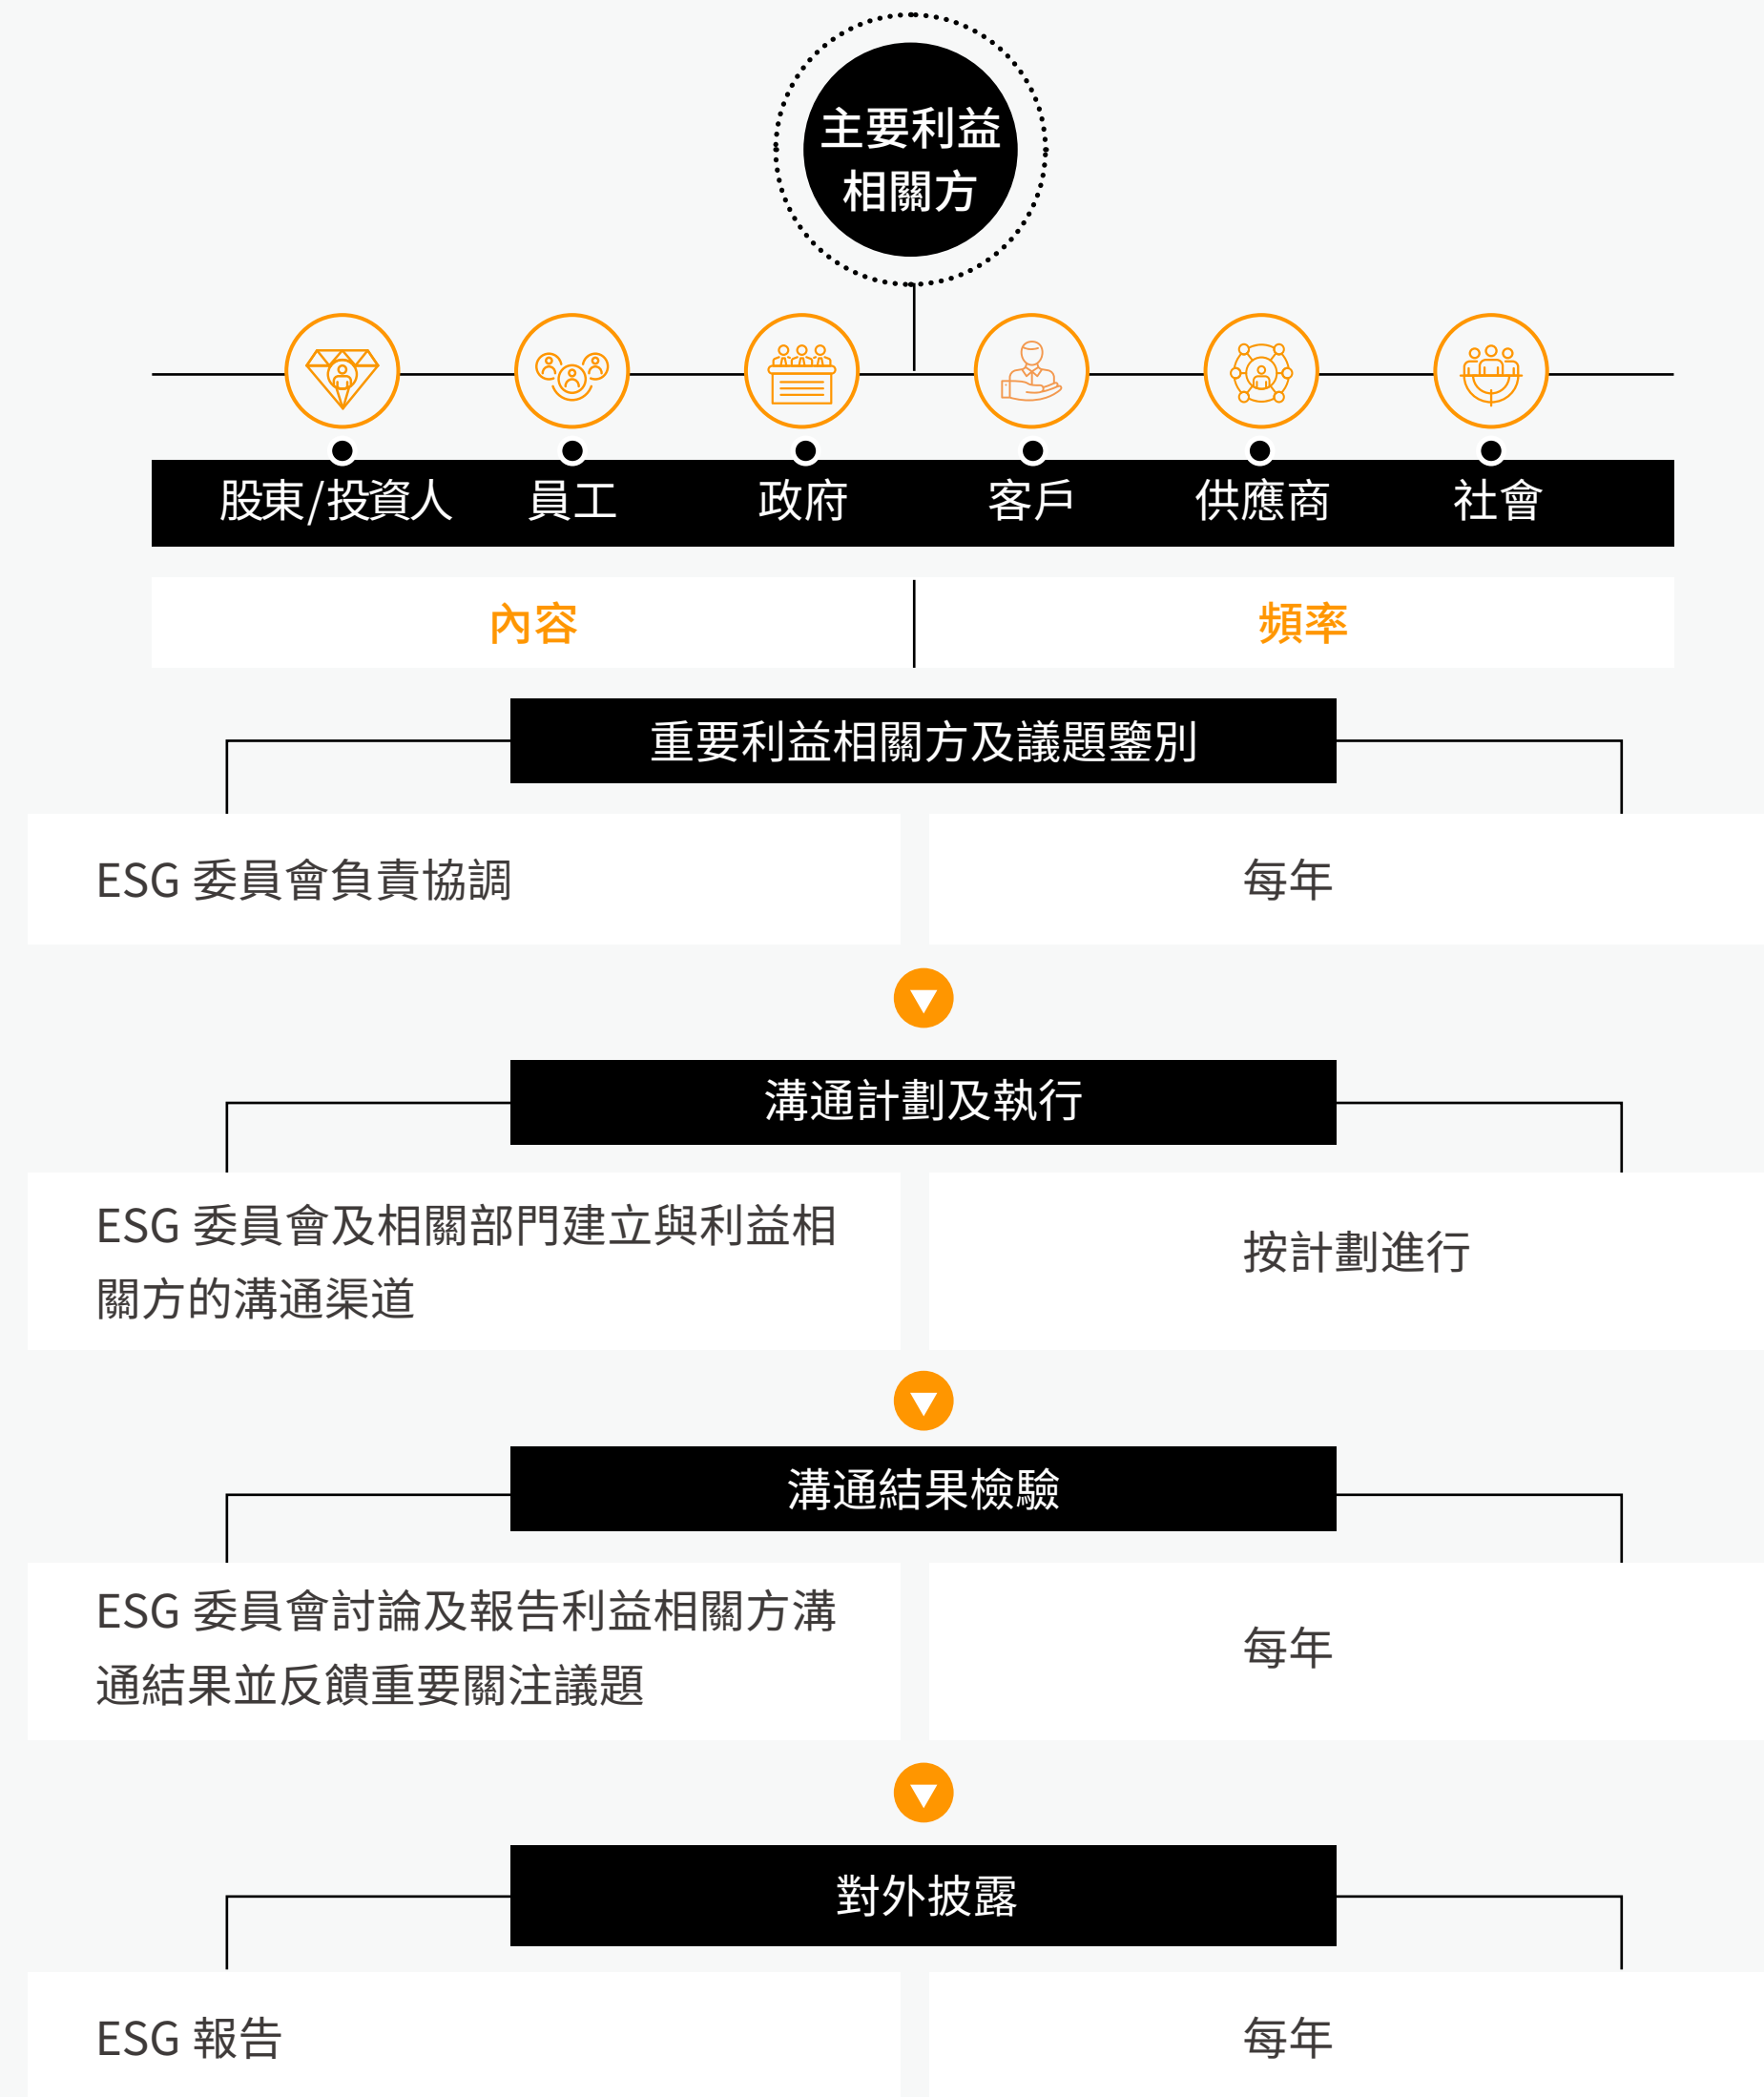 主要利益
相關方
股東/投資人 員工 政府 客戶 供應商 社會
內容 頻率
重要利益相關方及議題鑒別
ESG 委員會負責協調 每年
溝通計劃及執行
ESG 委員會及相關部門建立與利益相
關方的溝通渠道
按計劃進行
溝通結果檢驗
ESG 委員會討論及報告利益相關方溝
通結果並反饋重要關注議題
每年
對外披露
ESG 報告 每年